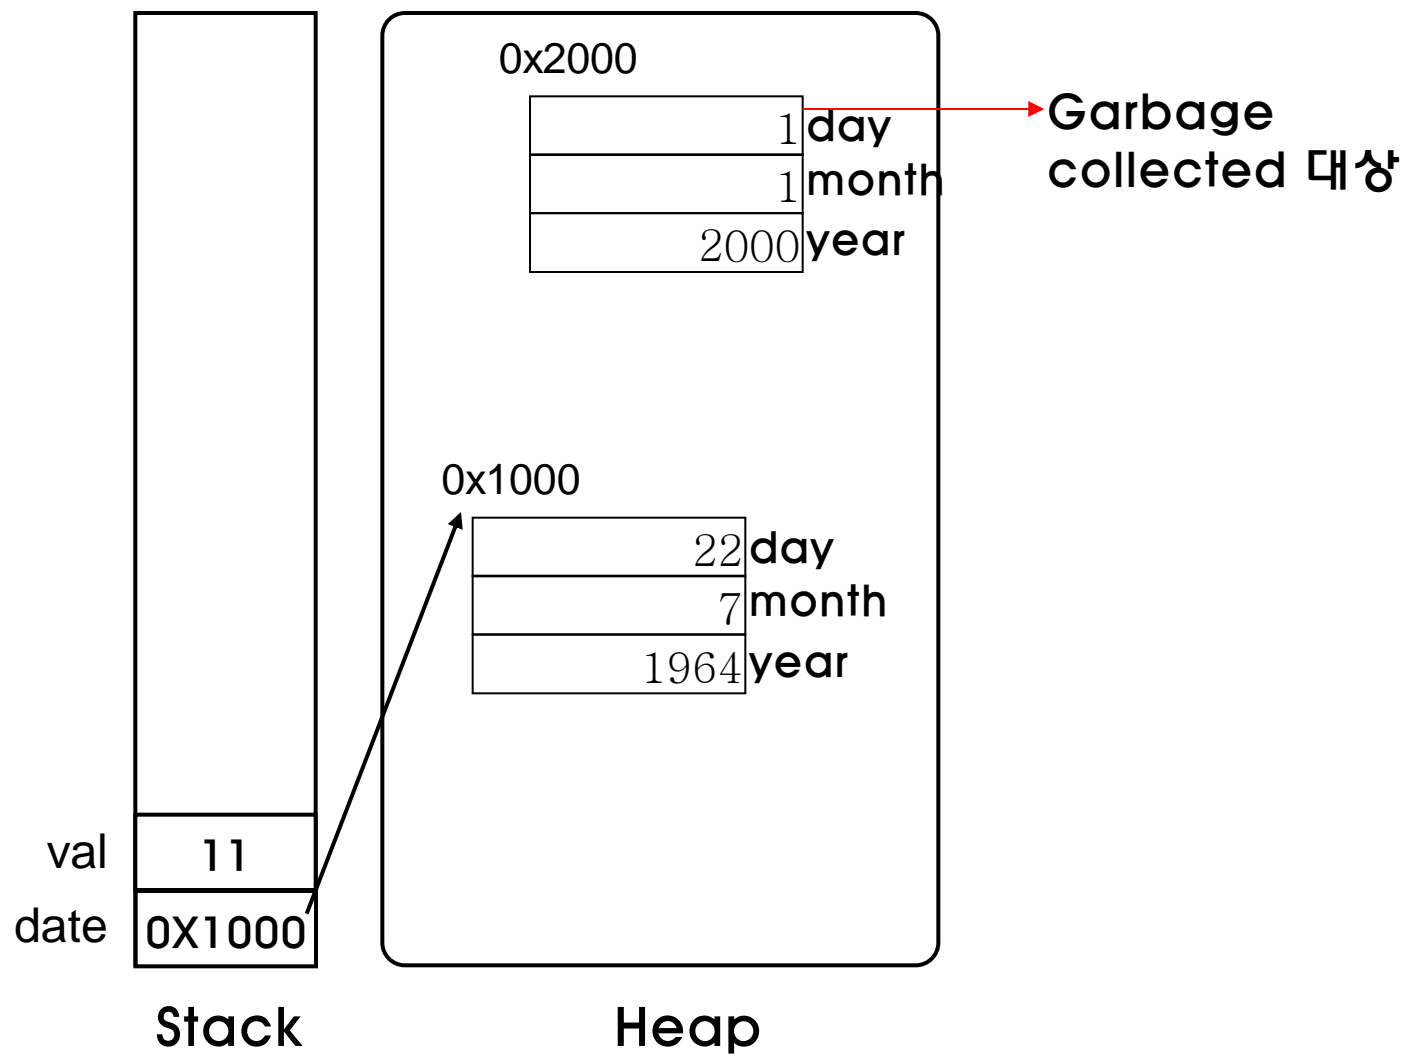 0x2000
1 day
1 month
2000 year
Garbage
collected 대상
0x1000
22 day
7 month
1964 year
val 11
date 0X1000
Stack
Heap